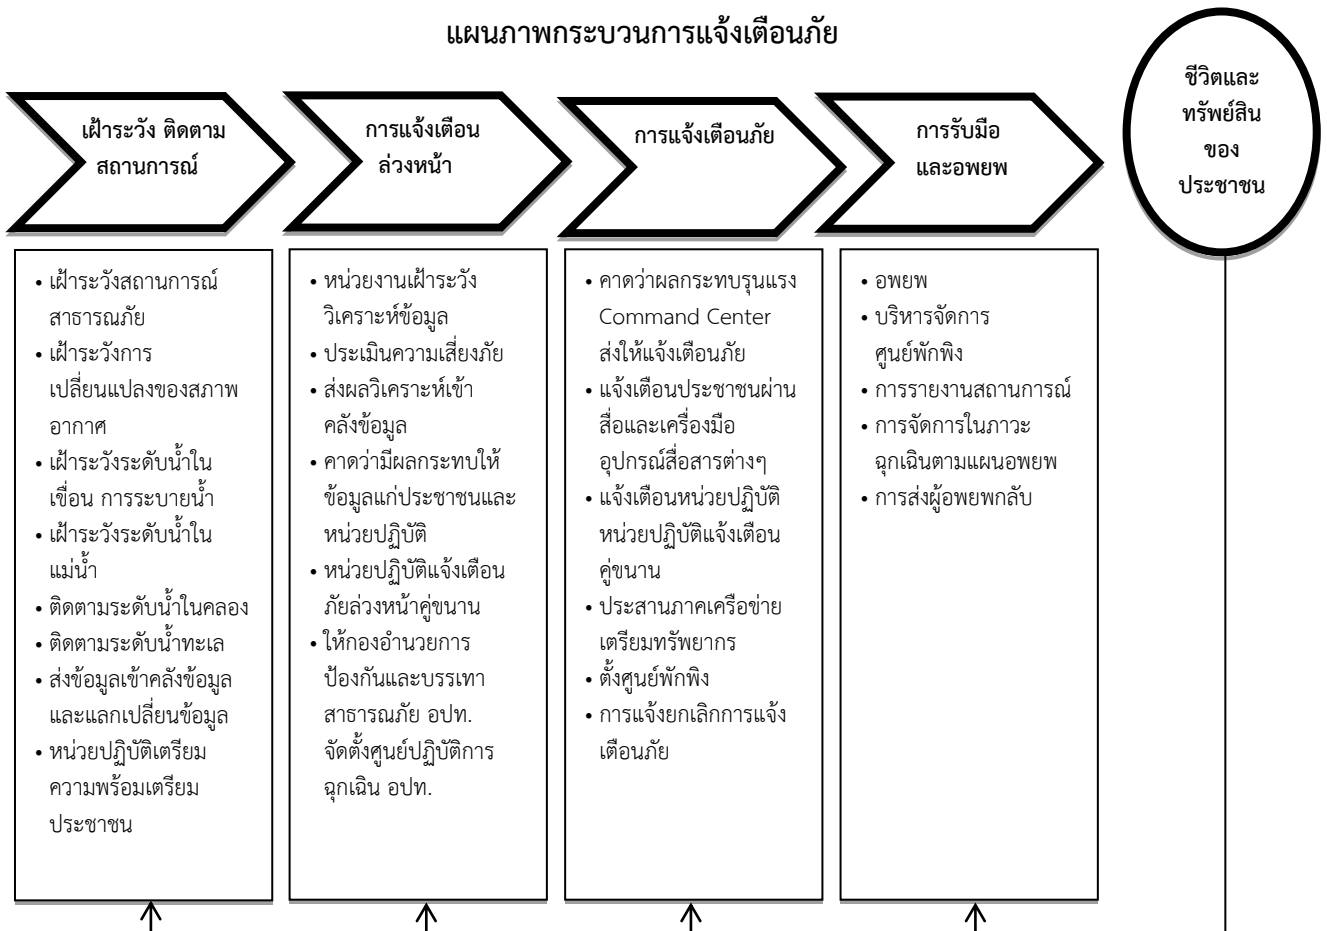 แผนภาพกระบวนการแจ้งเตือนภัย
เฝ้าระวัง ติดตาม
สถานการณ์
การแจ้งเตือน
ล่วงหน้า
การแจ้งเตือนภัย
การรับมือ
และอพยพ
ชีวิตและ
ทรัพย์สิน
ของ
ประชาชน
• เฝ้าระวังสถานการณ์
สาธารณภัย
• เฝ้าระวังการ
เปลี่ยนแปลงของสภาพ
อากาศ
• เฝ้าระวังระดับน้ำใน
เขื่อน การระบายน้ำ
• เฝ้าระวังระดับน้ำใน
แม่น้ำ
• ติดตามระดับน้ำในคลอง
• ติดตามระดับน้ำทะเล
• ส่งข้อมูลเข้าคลังข้อมูล
และแลกเปลี่ยนข้อมูล
• หน่วยปฏิบัติเตรียม
ความพร้อมเตรียม
ประชาชน
• หน่วยงานเฝ้าระวัง
วิเคราะห์ข้อมูล
• ประเมินความเสี่ยงภัย
• ส่งผลวิเคราะห์เข้า
คลังข้อมูล
• คาดว่ามีผลกระทบให้
ข้อมูลแก่ประชาชนและ
หน่วยปฏิบัติ
• หน่วยปฏิบัติแจ้งเตือน
ภัยล่วงหน้าคู่ขนาน
• ให้กองอำนวยการ
ป้องกันและบรรเทา
สาธารณภัย อปท.
จัดตั้งศูนย์ปฏิบัติการ
ฉุกเฉิน อปท.
• คาดว่าผลกระทบรุนแรง
Command Center
ส่งให้แจ้งเตือนภัย
• แจ้งเตือนประชาชนผ่าน
สื่อและเครื่องมือ
อุปกรณ์สื่อสารต่างๆ
• แจ้งเตือนหน่วยปฏิบัติ
หน่วยปฏิบัติแจ้งเตือน
คู่ขนาน
• ประสานภาคเครือข่าย
เตรียมทรัพยากร
• ตั้งศูนย์พักพิง
• การแจ้งยกเลิกการแจ้ง
เตือนภัย
• อพยพ
• บริหารจัดการ
ศูนย์พักพิง
• การรายงานสถานการณ์
• การจัดการในภาวะ
ฉุกเฉินตามแผนอพยพ
• การส่งผู้อพยพกลับ